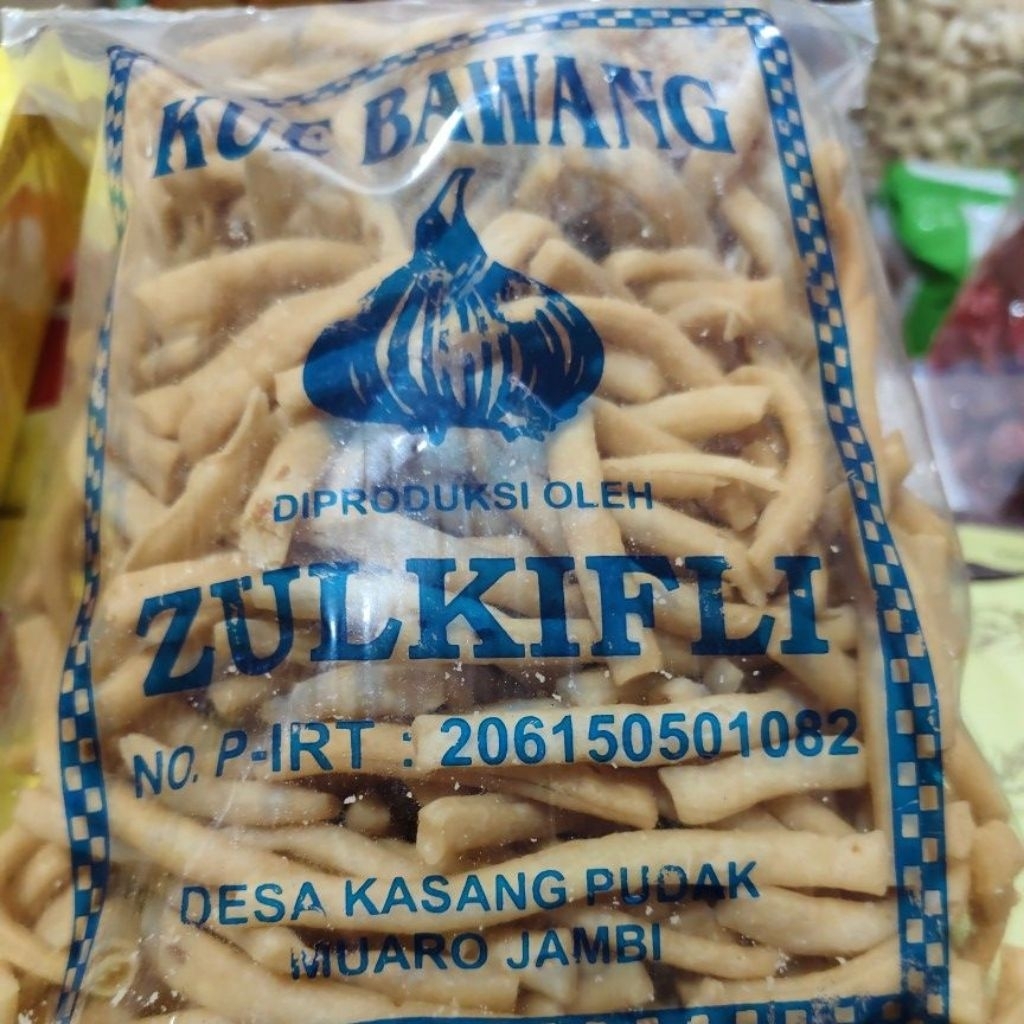 KUE BAWANG
DIPRODUKSI OLEH
ZULKIFLI
NO. P-IRT : 206150501082
DESA KASANG PUDAK
MUARO JAMBI